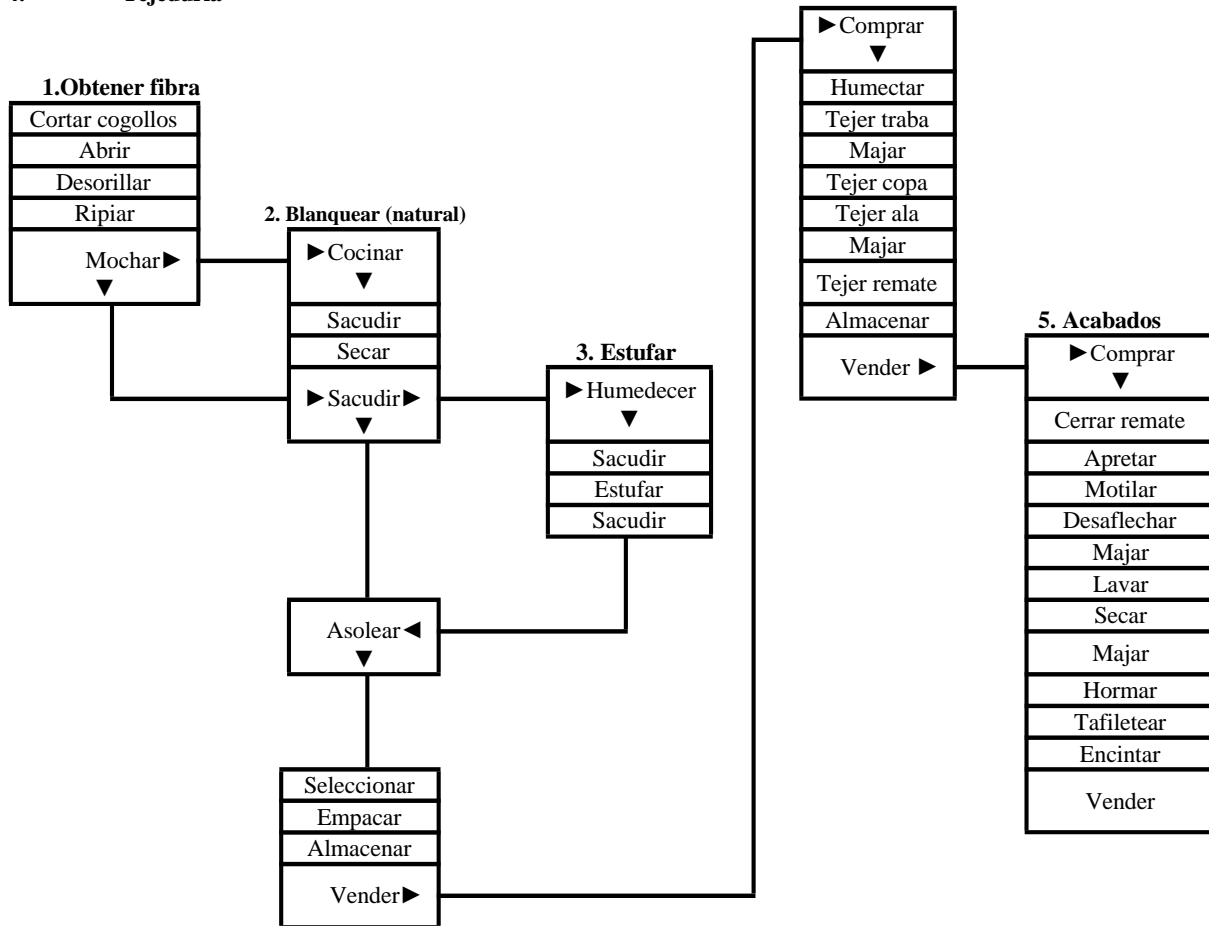 4. Tejeduría
1.Obtener fibra
Cortar cogollos
Abrir
Desorillar
Ripiar
Mochar►
▼
2. Blanquear (natural)
►Cocinar
▼
Sacudir
Secar
►Sacudir►
▼
3. Estufar
►Humedecer
▼
Sacudir
Estufar
Sacudir
Asolear◄
▼
Seleccionar
Empacar
Almacenar
Vender►
►Comprar
▼
Humectar
Tejer traba
Majar
Tejer copa
Tejer ala
Majar
Tejer remate
Almacenar
Vender ►
5. Acabados
►Comprar
▼
Cerrar remate
Apretar
Motilar
Desaflechar
Majar
Lavar
Secar
Majar
Hormar
Tafiletear
Encintar
Vender